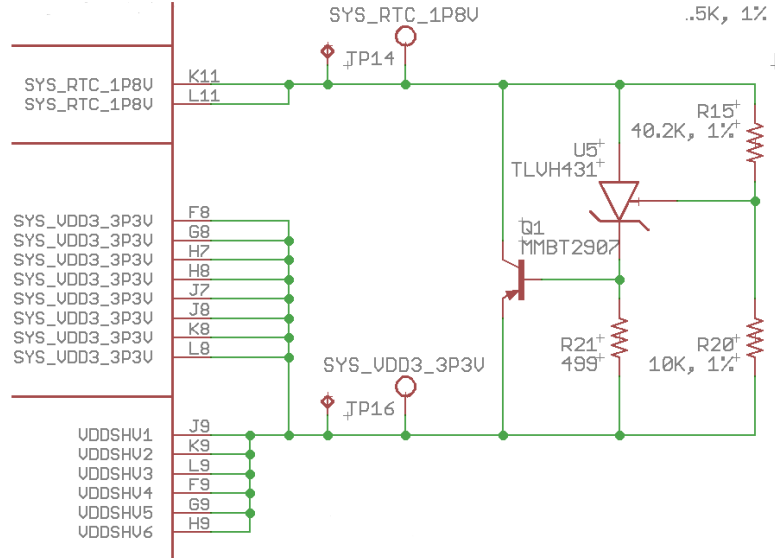 SYS_RTC_1P8V
.5K, 1%
TP14
SYS_RTC_1P8V
K11
SYS_RTC_1P8V
L11
R15
40.2K, 1%
U5
TLVH431
SYS_VDD3_3P3V
F8
SYS_VDD3_3P3V
G8
SYS_VDD3_3P3V
H7
SYS_VDD3_3P3V
H8
SYS_VDD3_3P3V
J7
SYS_VDD3_3P3V
J8
SYS_VDD3_3P3V
K8
SYS_VDD3_3P3V
L8
Q1
MMBT2907
R21
499
R20
10K, 1%
SYS_VDD3_3P3V
TP16
VDDSHV1
J9
VDDSHV2
K9
VDDSHV3
L9
VDDSHV4
F9
VDDSHV5
G9
VDDSHV6
H9